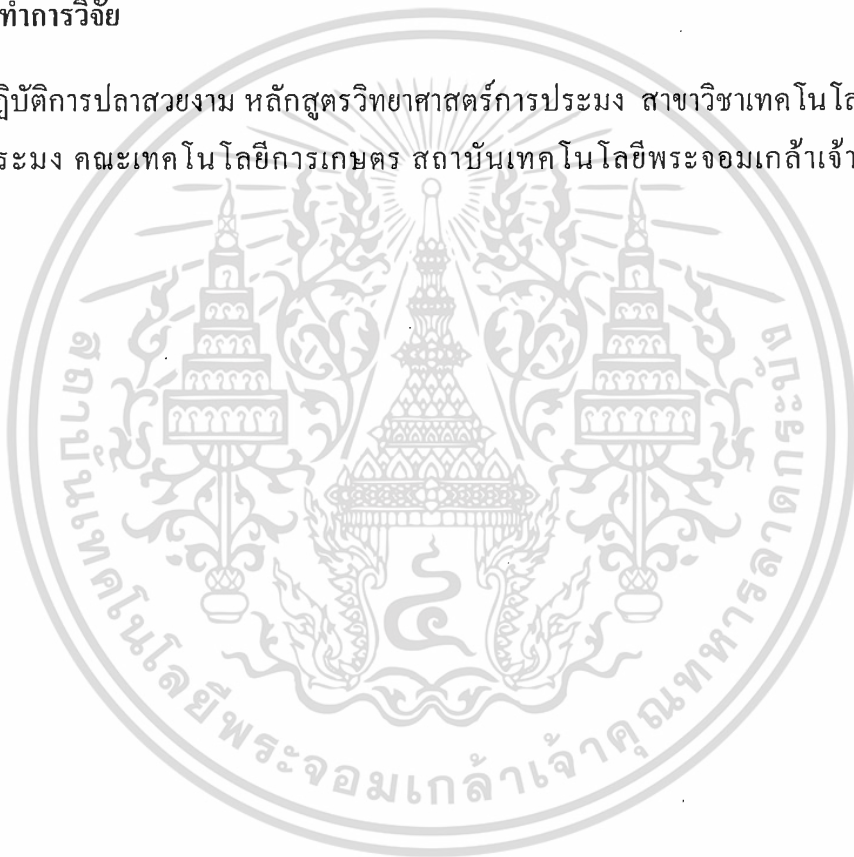 ทำการวิจัย
ฏิบัติการปลาสวยงาม หลักสูตรวิทยาศาสตร์การประมง สาขาวิชาเทคโนโล
ระมง คณะเทคโนโลยีการเกษตร สถาบันเทคโนโลยีพระจอมเกล้าเจ้า
สถาบันเทคโนโลยีพระจอมเกล้าเจ้าคุณทหารลาดกระบัง
๔